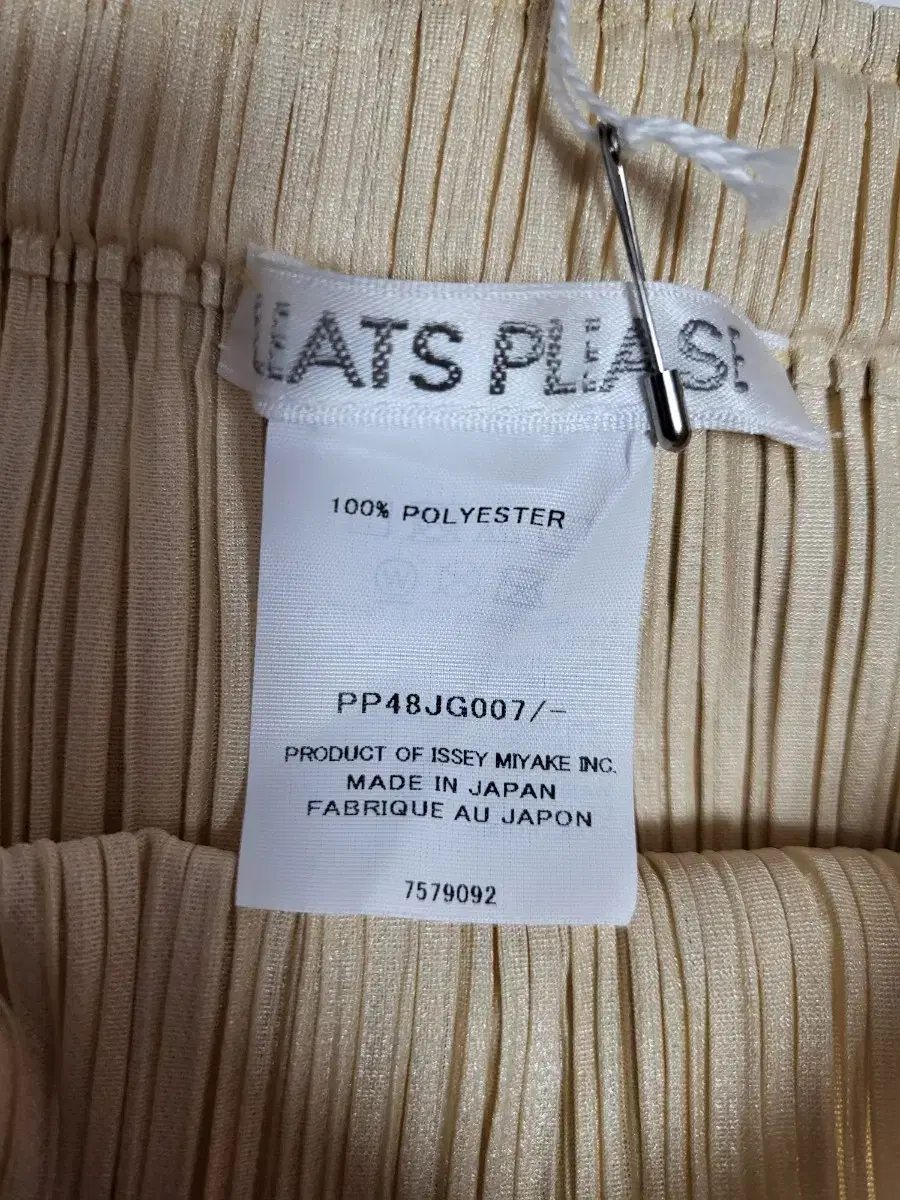 LEATS PLEASE
100% POLYESTER
PP48JG007/-
PRODUCT OF ISSEY MIYAKE INC.
MADE IN JAPAN
FABRIQUE AU JAPON
7579092